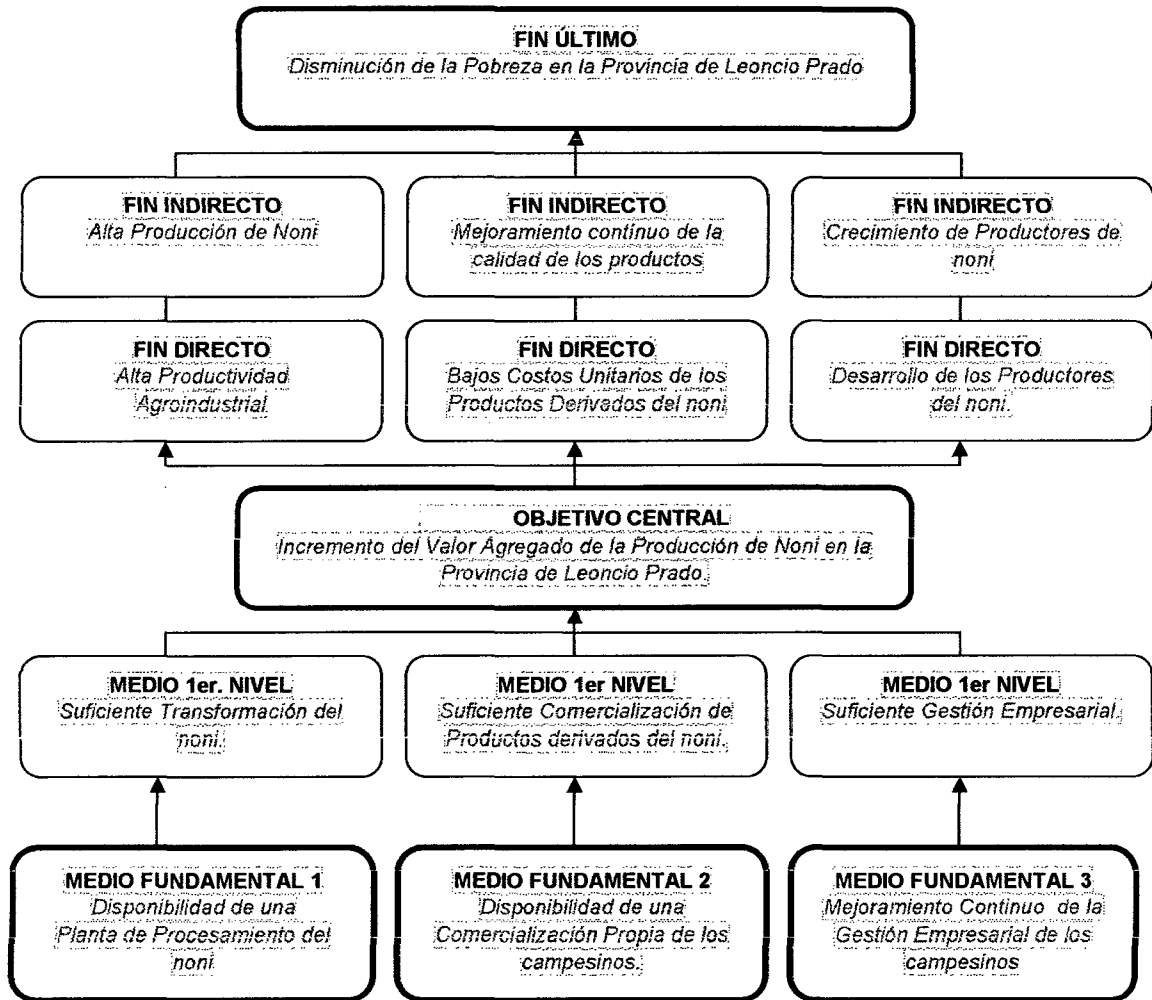 FIN ÚLTIMO
Disminución de la Pobreza en la Provincia de Leoncio Prado
FIN INDIRECTO
Alta Producción de Noni
FIN INDIRECTO
Mejoramiento contínuo de la
calidad de los productos
FIN INDIRECTO
Crecimiento de Productores de
noni
FIN DIRECTO
Alta Productividad
Agroindustrial
FIN DIRECTO
Bajos Costos Unitarios de los
Productos Derivados del noni
FIN DIRECTO
Desarrollo de los Productores
del noni.
OBJETIVO CENTRAL
Incremento del Valor Agregado de la Producción de Noni en la
Provincia de Leoncio Prado.
MEDIO 1er. NIVEL
Suficiente Transformación del
noni.
MEDIO 1er NIVEL
Suficiente Comercialización de
Productos derivados del noni.
MEDIO 1er NIVEL
Suficiente Gestión Empresarial.
MEDIO FUNDAMENTAL 1
Disponibilidad de una
Planta de Procesamiento del
noni
MEDIO FUNDAMENTAL 2
Disponibilidad de una
Comercialización Propia de los
campesinos.
MEDIO FUNDAMENTAL 3
Mejoramiento Continuo de la
Gestión Empresarial de los
campesinos